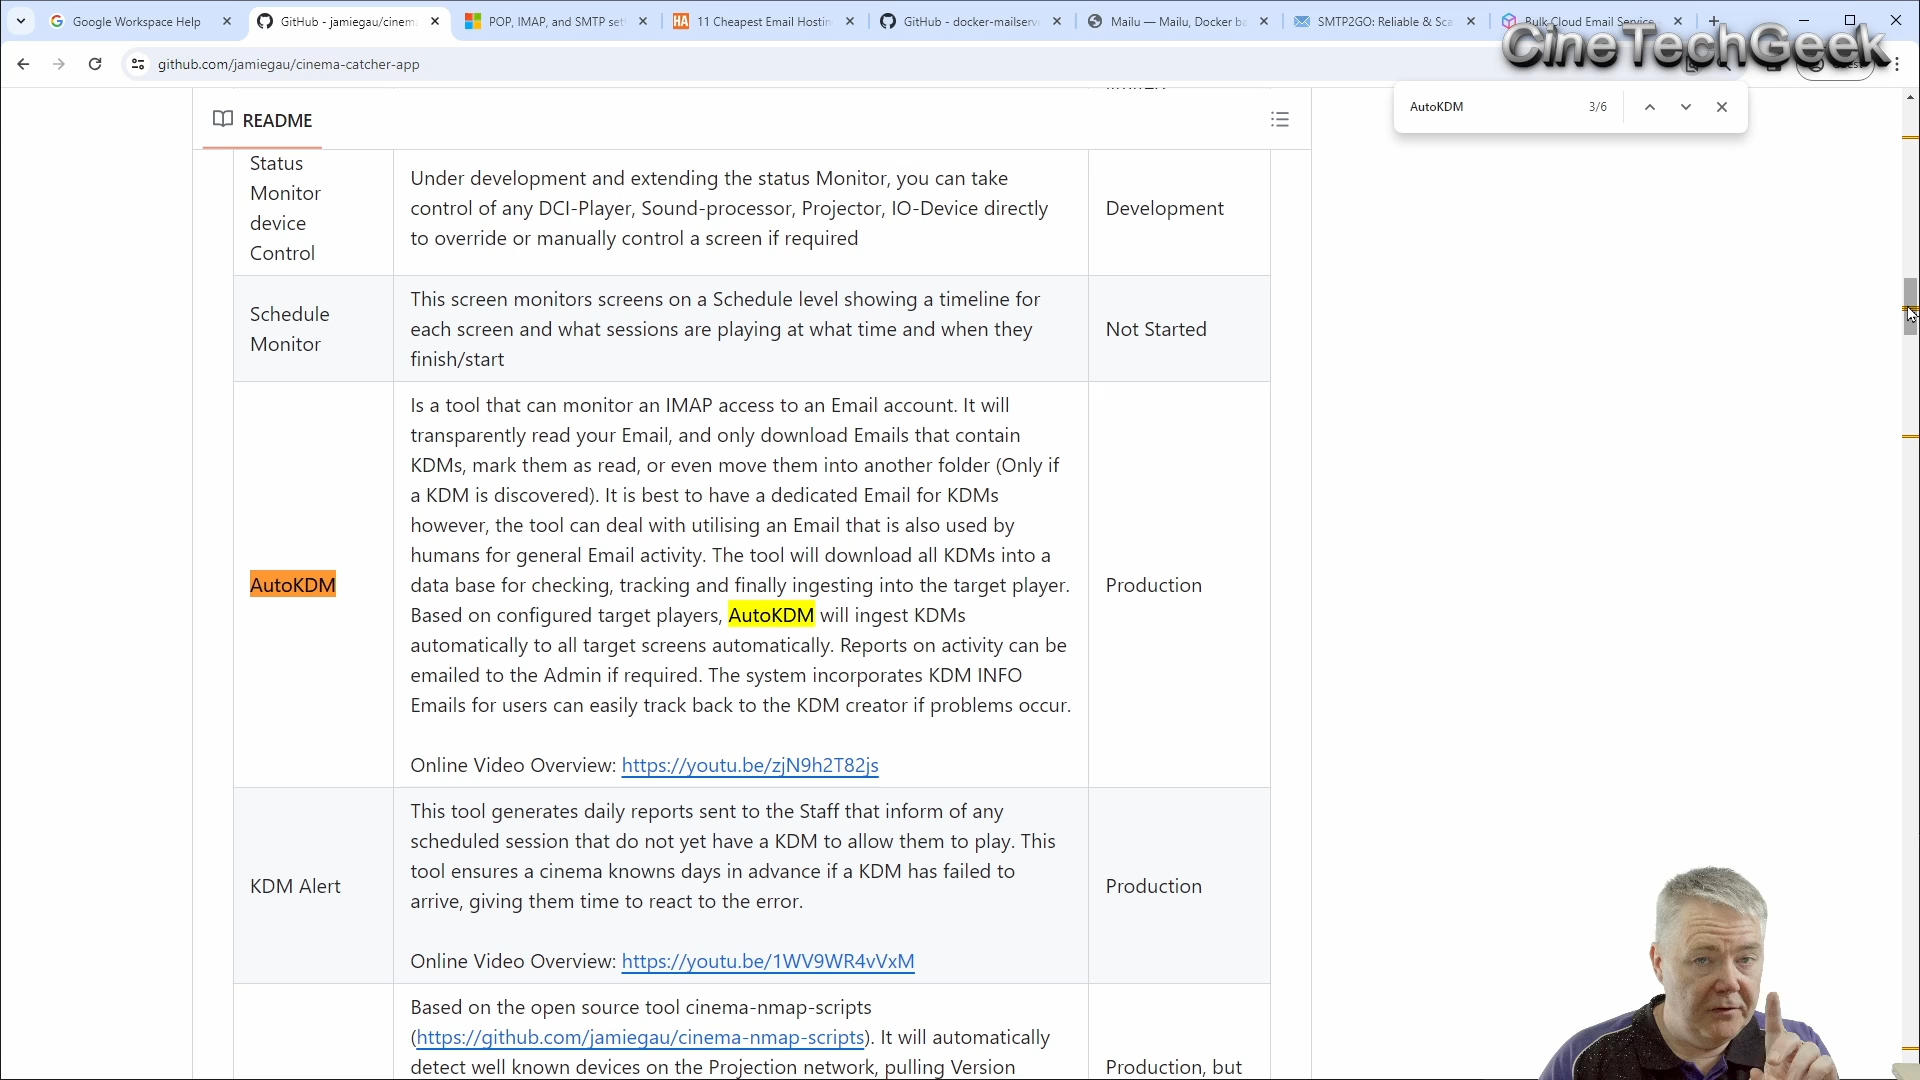 Google Workspace Help
GitHub - jamiegau/cinem
POP, IMAP, and SMTP set
11 Cheapest Email Hostin
GitHub - docker-mailserv
Mailu — Mailu, Docker ba
SMTP2GO: Reliable & Sca
Bulk Cloud Email Service
CineTechGeek
github.com/jamiegau/cinema-catcher-app
AutoKDM
3/6
README
Status
Monitor
device
Control
Under development and extending the status Monitor, you can take
control of any DCI-Player, Sound-processor, Projector, IO-Device directly
to override or manually control a screen if required
Development
Schedule
Monitor
This screen monitors screens on a Schedule level showing a timeline for
each screen and what sessions are playing at what time and when they
finish/start
Not Started
AutoKDM
Is a tool that can monitor an IMAP access to an Email account. It will
transparently read your Email, and only download Emails that contain
KDMs, mark them as read, or even move them into another folder (Only if
a KDM is discovered). It is best to have a dedicated Email for KDMs
however, the tool can deal with utilising an Email that is also used by
humans for general Email activity. The tool will download all KDMs into a
data base for checking, tracking and finally ingesting into the target player.
Based on configured target players, AutoKDM will ingest KDMs
automatically to all target screens automatically. Reports on activity can be
emailed to the Admin if required. The system incorporates KDM INFO
Emails for users can easily track back to the KDM creator if problems occur.
Online Video Overview: https://youtu.be/zjN9h2T82js
Production
KDM Alert
This tool generates daily reports sent to the Staff that inform of any
scheduled session that do not yet have a KDM to allow them to play. This
tool ensures a cinema knowns days in advance if a KDM has failed to
arrive, giving them time to react to the error.
Online Video Overview: https://youtu.be/1WV9WR4vVxM
Production
Based on the open source tool cinema-nmap-scripts
(https://github.com/jamiegau/cinema-nmap-scripts). It will automatically
detect well known devices on the Projection network, pulling Version
Production, but